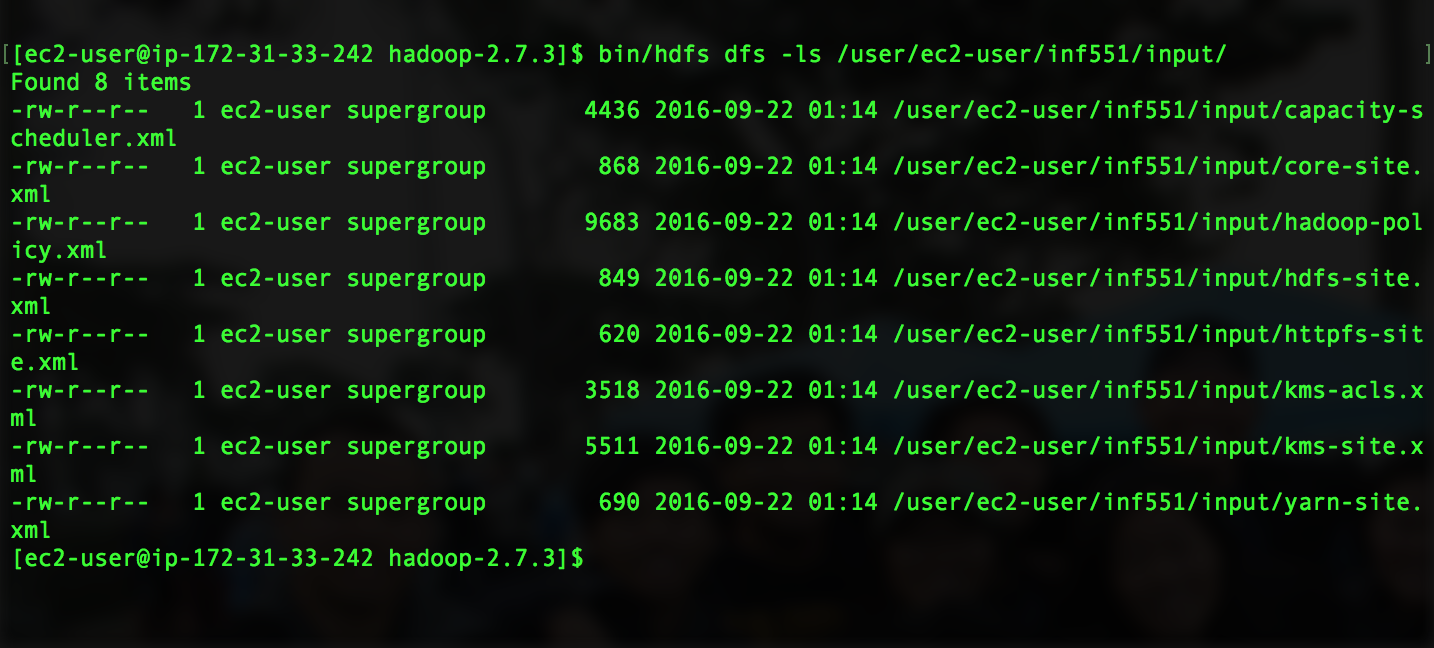 [[ec2-user@ip-172-31-33-242 hadoop-2.7.3]$ bin/hdfs dfs -ls /user/ec2-user/inf551/input/ ]
Found 8 items
-rw-r--r--   1 ec2-user supergroup       4436 2016-09-22 01:14 /user/ec2-user/inf551/input/capacity-s
cheduler.xml
-rw-r--r--   1 ec2-user supergroup        868 2016-09-22 01:14 /user/ec2-user/inf551/input/core-site.
xml
-rw-r--r--   1 ec2-user supergroup       9683 2016-09-22 01:14 /user/ec2-user/inf551/input/hadoop-pol
icy.xml
-rw-r--r--   1 ec2-user supergroup        849 2016-09-22 01:14 /user/ec2-user/inf551/input/hdfs-site.
xml
-rw-r--r--   1 ec2-user supergroup        620 2016-09-22 01:14 /user/ec2-user/inf551/input/httpfs-sit
e.xml
-rw-r--r--   1 ec2-user supergroup       3518 2016-09-22 01:14 /user/ec2-user/inf551/input/kms-acls.x
ml
-rw-r--r--   1 ec2-user supergroup       5511 2016-09-22 01:14 /user/ec2-user/inf551/input/kms-site.x
ml
-rw-r--r--   1 ec2-user supergroup        690 2016-09-22 01:14 /user/ec2-user/inf551/input/yarn-site.
xml
[ec2-user@ip-172-31-33-242 hadoop-2.7.3]$